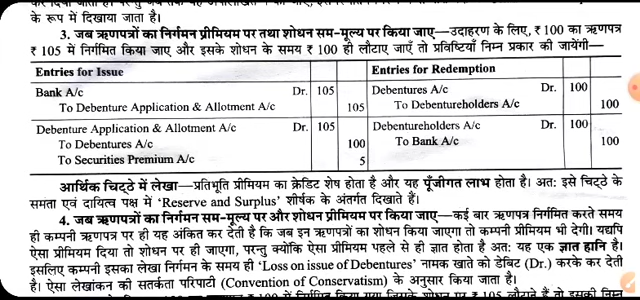 के रूप में दिखाया जाता है।
3. जब ऋणपत्रों का निर्गमन प्रीमियम पर तथा शोधन सम-मूल्य पर किया जाए—उदाहरण के लिए, ₹ 100 का ऋणपत्र
₹ 105 में निर्गमित किया जाए और इसके शोधन के समय ₹ 100 ही लौटाए जाएँ तो प्रविष्टियाँ निम्न प्रकार की जायेंगी—
Entries for Issue
Bank A/c Dr. 105
To Debenture Application & Allotment A/c 105
Debenture Application & Allotment A/c Dr. 105
To Debentures A/c 100
To Securities Premium A/c 5
Entries for Redemption
Debentures A/c Dr. 100
To Debentureholders A/c 100
Debentureholders A/c Dr. 100
To Bank A/c 100
आर्थिक चिट्ठे में लेखा—प्रतिभूति प्रीमियम का क्रेडिट शेष होता है और यह पूँजीगत लाभ होता है। अतः इसे चिट्ठे के
समता एवं दायित्व पक्ष में 'Reserve and Surplus' शीर्षक के अंतर्गत दिखाते हैं।
4. जब ऋणपत्रों का निर्गमन सम-मूल्य पर और शोधन प्रीमियम पर किया जाए—कई बार ऋणपत्र निर्गमित करते समय
ही कम्पनी ऋणपत्र पर ही यह अंकित कर देती है कि जब इन ऋणपत्रों का शोधन किया जाएगा तो कम्पनी प्रीमियम भी देगी। यद्यपि
ऐसा प्रीमियम दिया तो शोधन पर ही जाएगा, परन्तु क्योंकि ऐसा प्रीमियम पहले से ही ज्ञात होता है अतः यह एक ज्ञात हानि है।
इसलिए कम्पनी इसका लेखा निर्गमन के समय ही 'Loss on issue of Debentures' नामक खाते को डेबिट (Dr.) करके कर देती
है। ऐसा लेखांकन की सतर्कता परिपाटी (Convention of Conservatism) के अनुसार किया जाता है।